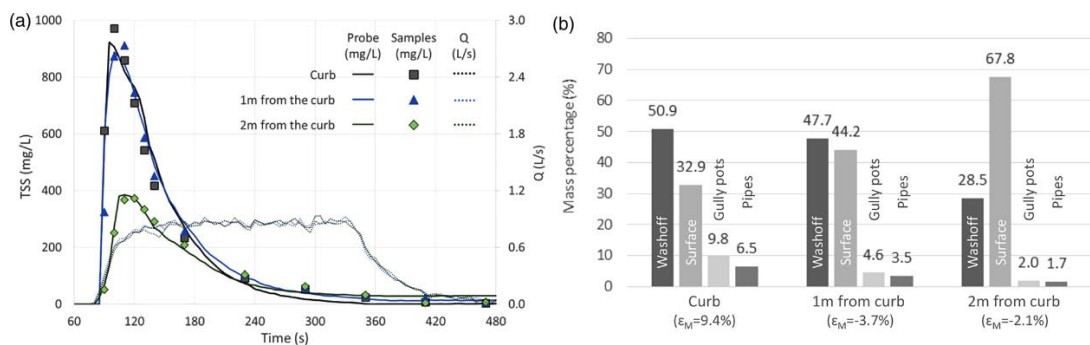 (a)
1000
800
600
400
200
0
TSS (mg/L)
60 120 180 240 300 360 420 480
Time (s)
3.0
2.4
1.8
1.2
0.6
0.0
Q (L/s)
Probe Samples Q
(mg/L) (mg/L) (L/s)
Curb
1m from the curb
2m from the curb
(b)
80
70
60
50
40
30
20
10
0
Mass percentage (%)
50.9
32.9
9.8
6.5
Washoff
Surface
Gully pots
Pipes
47.7
44.2
4.6
3.5
Washoff
Surface
Gully pots
Pipes
28.5
67.8
2.0
1.7
Washoff
Surface
Gully pots
Pipes
Curb 1m from curb 2m from curb
(εM=9.4%) (εM=-3.7%) (εM=-2.1%)